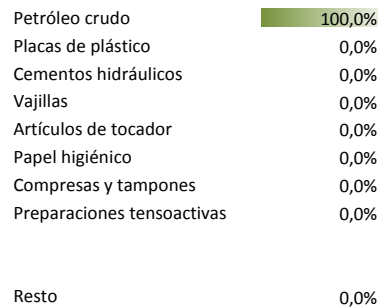 Petróleo crudo 100,0%
Placas de plástico 0,0%
Cementos hidráulicos 0,0%
Vajillas 0,0%
Artículos de tocador 0,0%
Papel higiénico 0,0%
Compresas y tampones 0,0%
Preparaciones tensoactivas 0,0%
Resto 0,0%